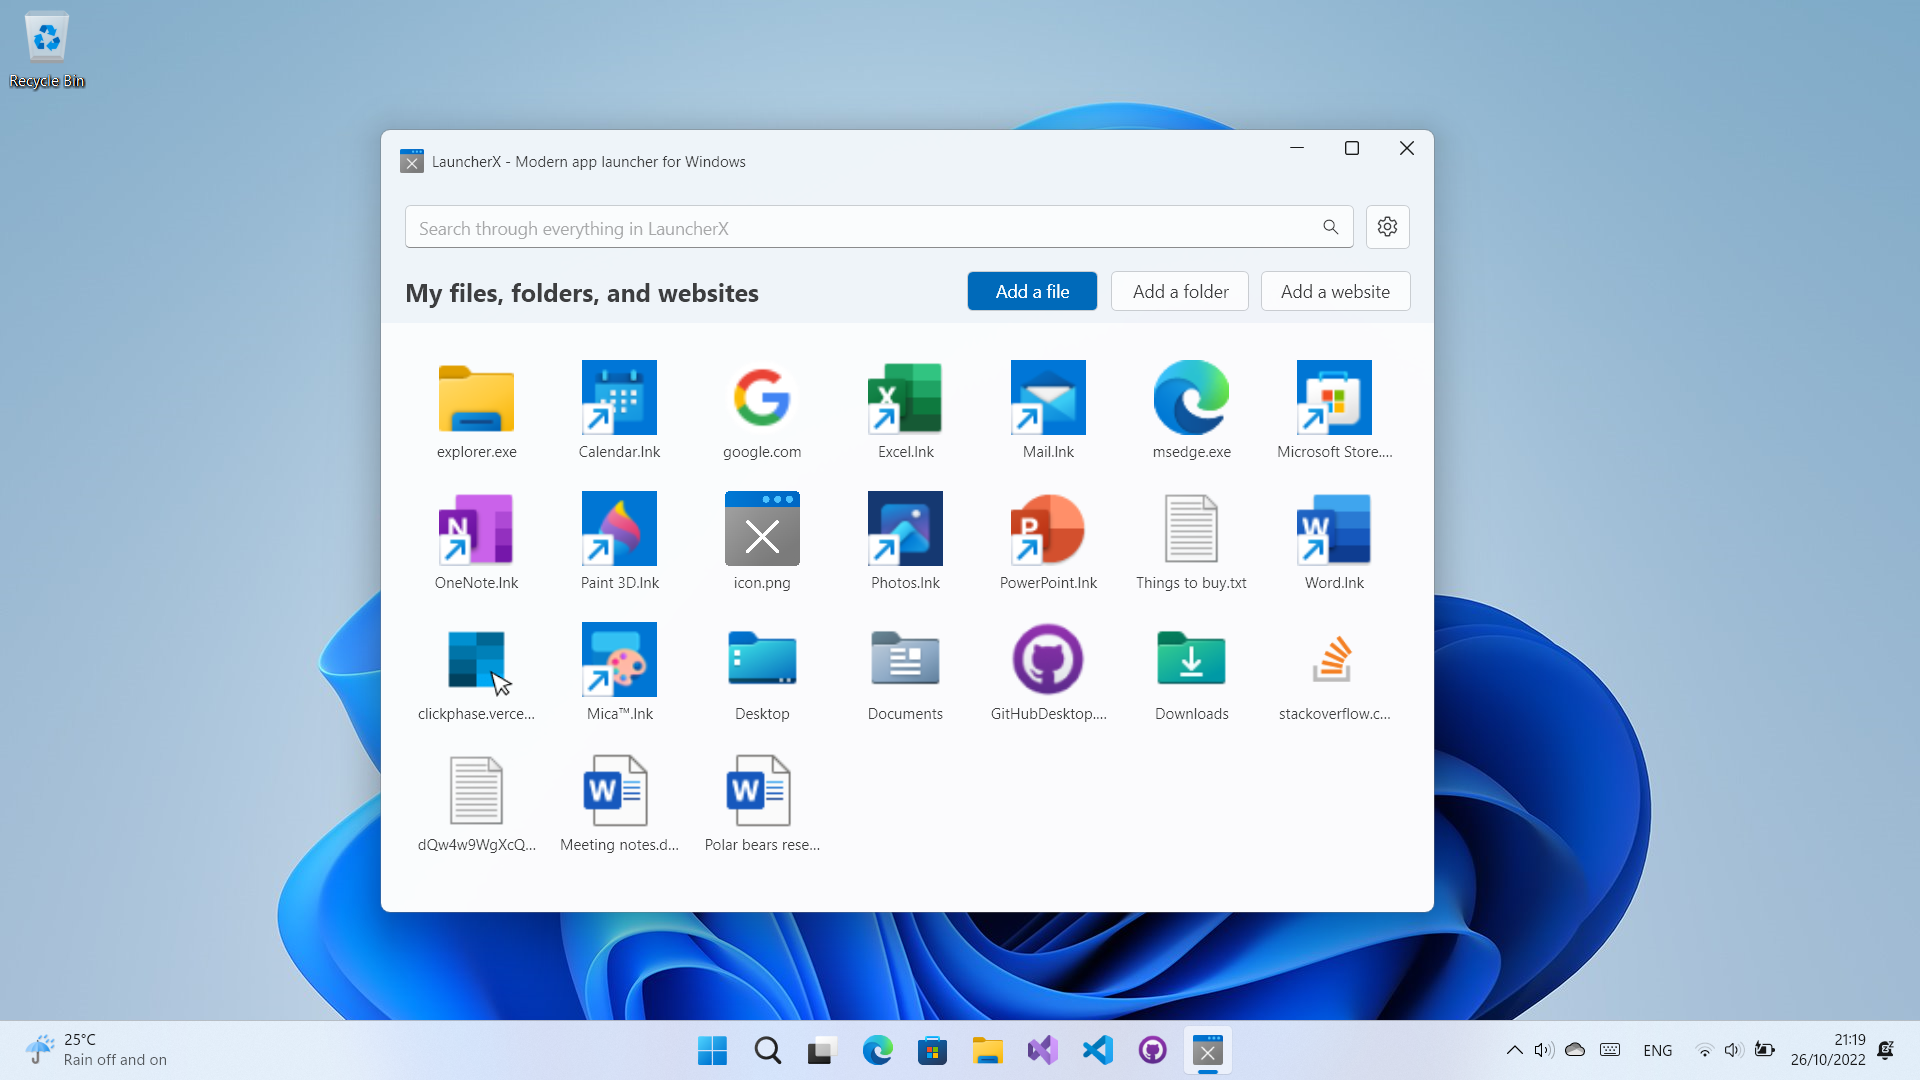 Recycle Bin
LauncherX - Modern app launcher for Windows
Search through everything in LauncherX
My files, folders, and websites
Add a file
Add a folder
Add a website
explorer.exe
Calendar.lnk
google.com
Excel.lnk
Mail.lnk
msedge.exe
Microsoft Store....
OneNote.lnk
Paint 3D.lnk
icon.png
Photos.lnk
PowerPoint.lnk
Things to buy.txt
Word.lnk
clickphase.verce...
Mica™.lnk
Desktop
Documents
GitHubDesktop....
Downloads
stackoverflow.c...
dQw4w9WgXcQ...
Meeting notes.d...
Polar bears rese...
25°C
Rain off and on
ENG
21:19
26/10/2022